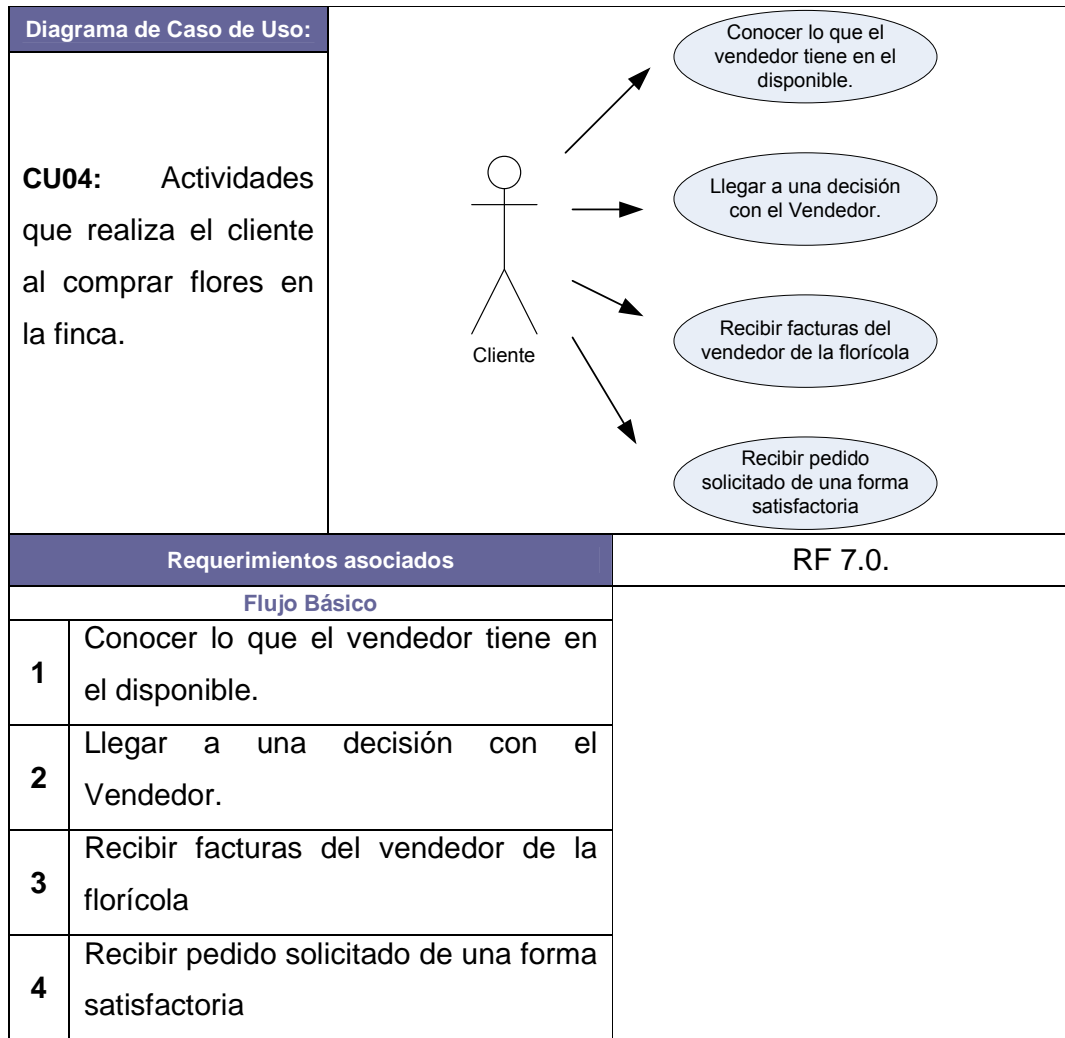 Diagrama de Caso de Uso:
CU04: Actividades
que realiza el cliente
al comprar flores en
la finca.
Conocer lo que el
vendedor tiene en el
disponible.
Llegar a una decisión
con el Vendedor.
Cliente
Recibir facturas del
vendedor de la florícola
Recibir pedido
solicitado de una forma
satisfactoria
Requerimientos asociados
RF 7.0.
Flujo Básico
1
Conocer lo que el vendedor tiene en
el disponible.
2
Llegar a una decisión con el
Vendedor.
3
Recibir facturas del vendedor de la
florícola
4
Recibir pedido solicitado de una forma
satisfactoria